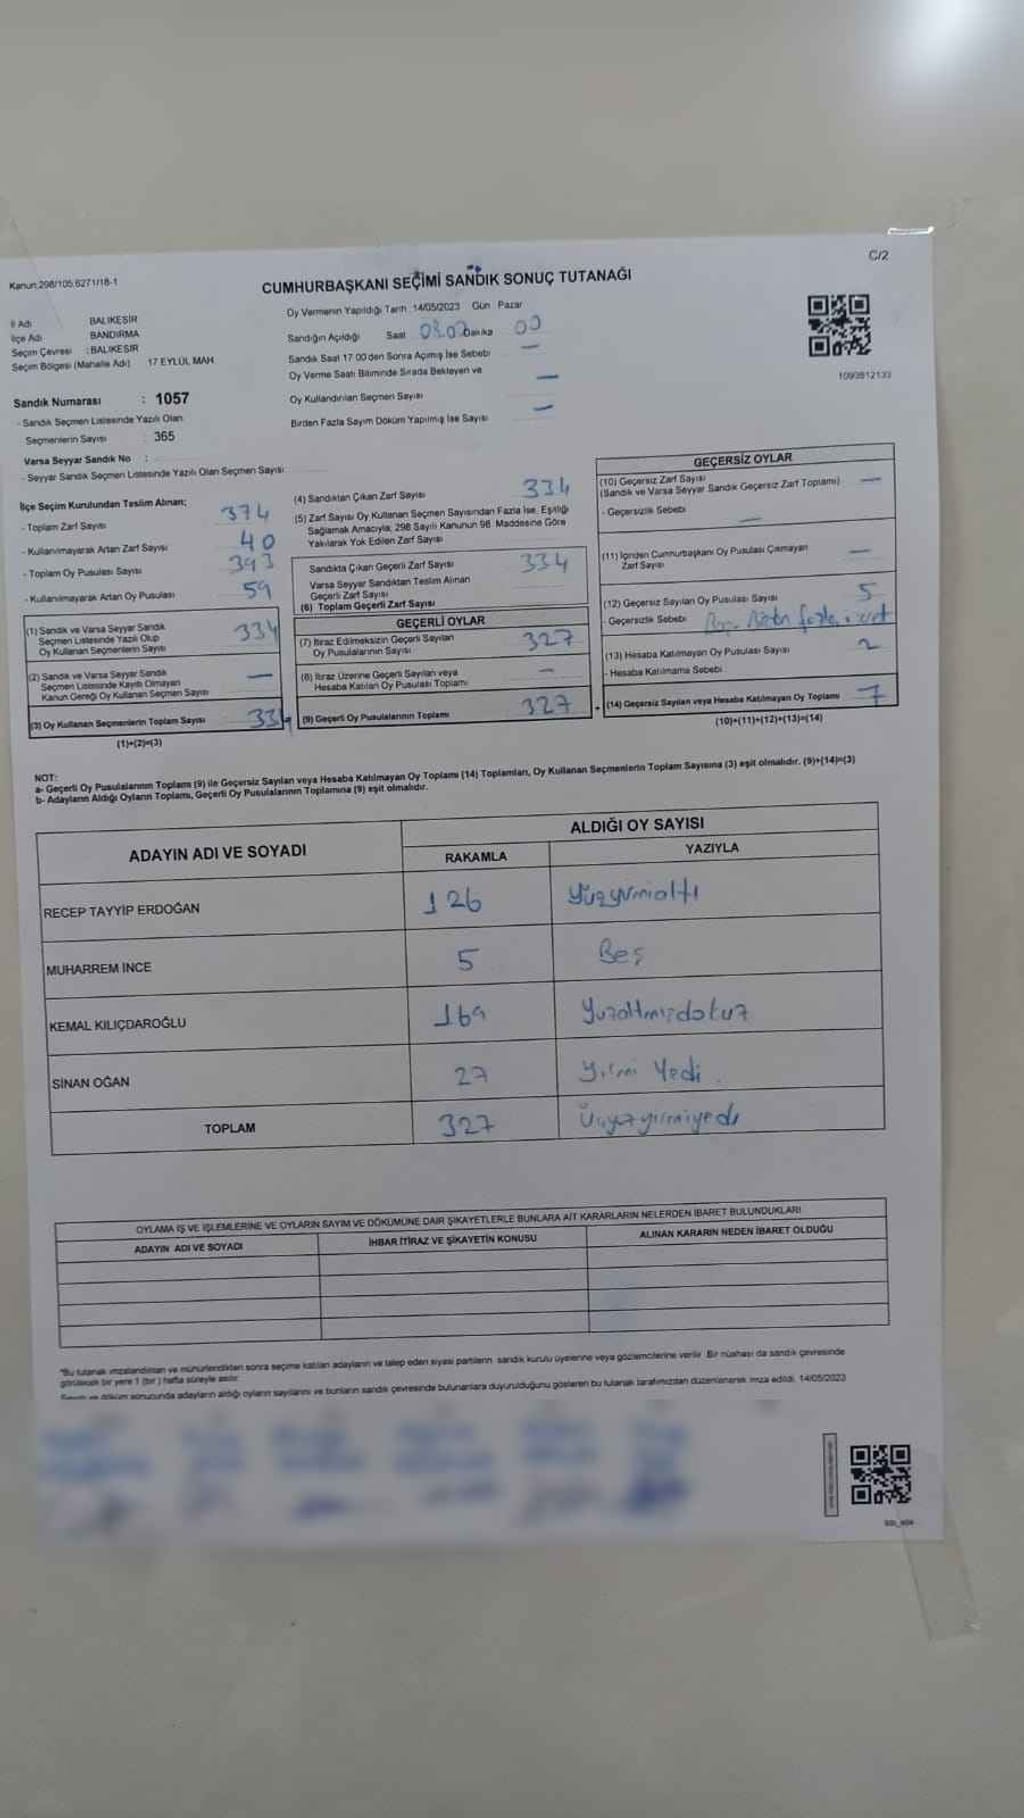 C/2
Kanun:298/105,6271/18-1
CUMHURBAŞKANI SEÇİMİ SANDIK SONUÇ TUTANAĞI
İl Adı BALIKESİR
İlçe Adı BANDIRMA
Seçim Çevresi :BALIKESİR
Seçim Bölgesi (Mahalle Adı) 17 EYLÜL MAH.
Oy Vermenin Yapıldığı Tarih 14/05/2023 Gün Pazar
Sandığın Açıldığı Saat Dakika 00
Sandık Saat 17.00'den Sonra Açılmış İse Sebebi —
Oy Verme Saati Bitiminde Sırada Bekleyen ve
Oy Kullandırılan Seçmen Sayısı —
Birden Fazla Sayım Döküm Yapılmış İse Sayısı —
1093812133
Sandık Numarası : 1057
- Sandık Seçmen Listesinde Yazılı Olan
Seçmenlerin Sayısı 365
Varsa Seyyar Sandık No :
- Seyyar Sandık Seçmen Listesinde Yazılı Olan Seçmen Sayısı
İlçe Seçim Kurulundan Teslim Alınan;
- Toplam Zarf Sayısı 374
- Kullanılmayarak Artan Zarf Sayısı 40
- Toplam Oy Pusulası Sayısı 393
- Kullanılmayarak Artan Oy Pusulası 59
(1) Sandık ve Varsa Seyyar Sandık
Seçmen Listesinde Yazılı Olup
Oy Kullanan Seçmenlerin Sayısı 334
(2) Sandık ve Varsa Seyyar Sandık
Seçmen Listesinde Kayıtlı Olmayan
Kanun Gereği Oy Kullanan Seçmen Sayısı —
(3) Oy Kullanan Seçmenlerin Toplam Sayısı 334
(1)+(2)=(3)
(4) Sandıktan Çıkan Zarf Sayısı 334
(5) Zarf Sayısı Oy Kullanan Seçmen Sayısından Fazla İse, Eşitliği
Sağlamak Amacıyla, 298 Sayılı Kanunun 98. Maddesine Göre
Yakılarak Yok Edilen Zarf Sayısı
Sandıkta Çıkan Geçerli Zarf Sayısı 334
Varsa Seyyar Sandıktan Teslim Alınan
Geçerli Zarf Sayısı
(6) Toplam Geçerli Zarf Sayısı
GEÇERLİ OYLAR
(7) İtiraz Edilmeksizin Geçerli Sayılan
Oy Pusulalarının Sayısı 327
(8) İtiraz Üzerine Geçerli Sayılan veya
Hesaba Katılan Oy Pusulası Toplamı —
(9) Geçerli Oy Pusulalarının Toplamı 327
GEÇERSİZ OYLAR
(10) Geçersiz Zarf Sayısı —
(Sandık ve Varsa Seyyar Sandık Geçersiz Zarf Toplamı)
- Geçersizlik Sebebi —
(11) İçinden Cumhurbaşkanı Oy Pusulası Çıkmayan
Zarf Sayısı —
(12) Geçersiz Sayılan Oy Pusulası Sayısı 5
- Geçersizlik Sebebi
(13) Hesaba Katılmayan Oy Pusulası Sayısı 2
- Hesaba Katılmama Sebebi
(14) Geçersiz Sayılan veya Hesaba Katılmayan Oy Toplamı 7
(10)+(11)+(12)+(13)=(14)
NOT:
a- Geçerli Oy Pusulalarının Toplamı (9) ile Geçersiz Sayılan veya Hesaba Katılmayan Oy Toplamı (14) Toplamları, Oy Kullanan Seçmenlerin Toplam Sayısına (3) eşit olmalıdır. (9)+(14)=(3)
b- Adayların Aldığı Oyların Toplamı, Geçerli Oy Pusulalarının Toplamına (9) eşit olmalıdır.
ADAYIN ADI VE SOYADI ALDIĞI OY SAYISI
RAKAMLA YAZIYLA
RECEP TAYYİP ERDOĞAN 126 Yüzyirmialtı
MUHARREM İNCE 5 Beş
KEMAL KILIÇDAROĞLU 169 Yüzaltmışdokuz
SİNAN OĞAN 27 Yirmi Yedi
TOPLAM 327 Üçyüzyirmiyedi
OYLAMA İŞ VE İŞLEMLERİNE VE OYLARIN SAYIM VE DÖKÜMÜNE DAİR ŞİKAYETLERLE BUNLARA AİT KARARLARIN NELERDEN İBARET BULUNDUKLARI
ADAYIN ADI VE SOYADI İHBAR İTİRAZ VE ŞİKAYETİN KONUSU ALINAN KARARIN NEDEN İBARET OLDUĞU
"Bu tutanak imzalandıktan ve mühürlendikten sonra seçime katılan adayların ve talep eden siyasi partilerin, sandık kurulu üyelerine veya gözlemcilerine verilir. Bir nüshası da sandık çevresinde
görülecek bir yere 1 (bir) hafta süreyle asılır.
Sayım ve döküm sonucunda adayların aldığı oyların sayılarını ve bunların sandık çevresinde bulunanlara duyurulduğunu gösteren bu tutanak tarafımızdan düzenlenerek imza edildi. 14/05/2023